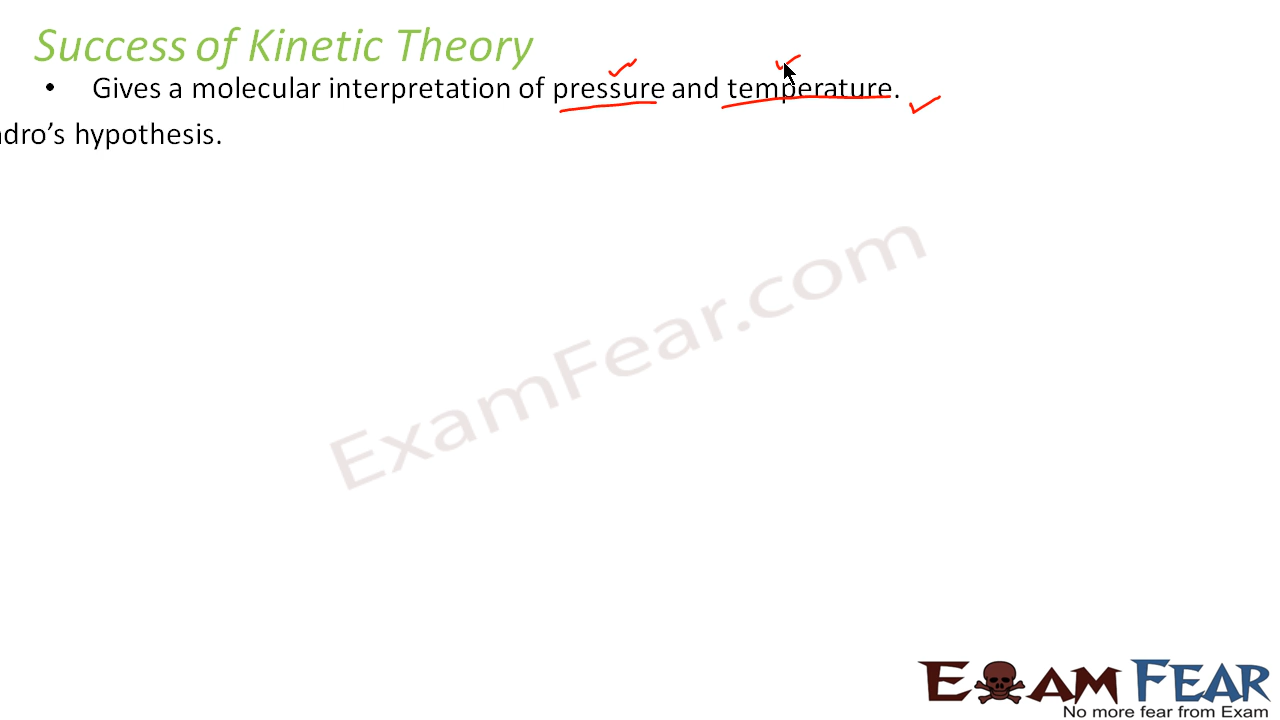 Success of Kinetic Theory
• Gives a molecular interpretation of pressure and temperature.
hypothesis.
ExamFear.com
EXAM FEAR
No more fear from Exam